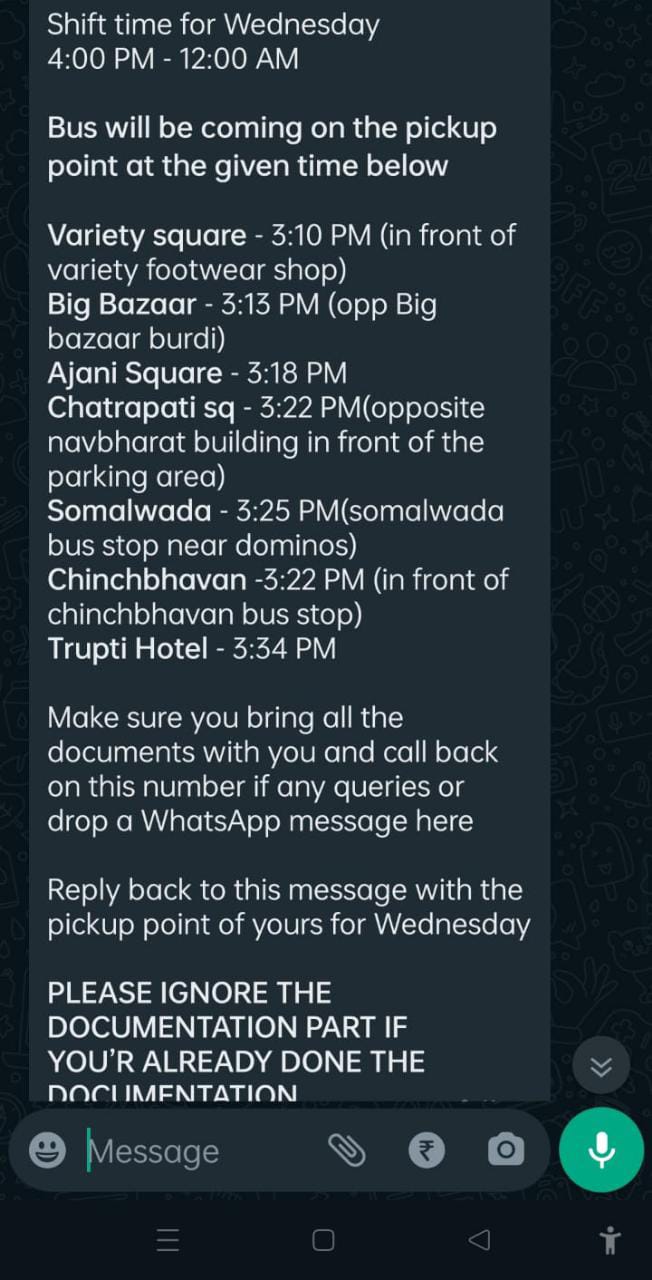 Shift time for Wednesday
4:00 PM - 12:00 AM
Bus will be coming on the pickup
point at the given time below
Variety square - 3:10 PM (in front of
variety footwear shop)
Big Bazaar - 3:13 PM (opp Big
bazaar burdi)
Ajani Square - 3:18 PM
Chatrapati sq - 3:22 PM(opposite
navbharat building in front of the
parking area)
Somalwada - 3:25 PM(somalwada
bus stop near dominos)
Chinchbhavan -3:22 PM (in front of
chinchbhavan bus stop)
Trupti Hotel - 3:34 PM
Make sure you bring all the
documents with you and call back
on this number if any queries or
drop a WhatsApp message here
Reply back to this message with the
pickup point of yours for Wednesday
PLEASE IGNORE THE
DOCUMENTATION PART IF
YOU'R ALREADY DONE THE
DOCUMENTATION
Message